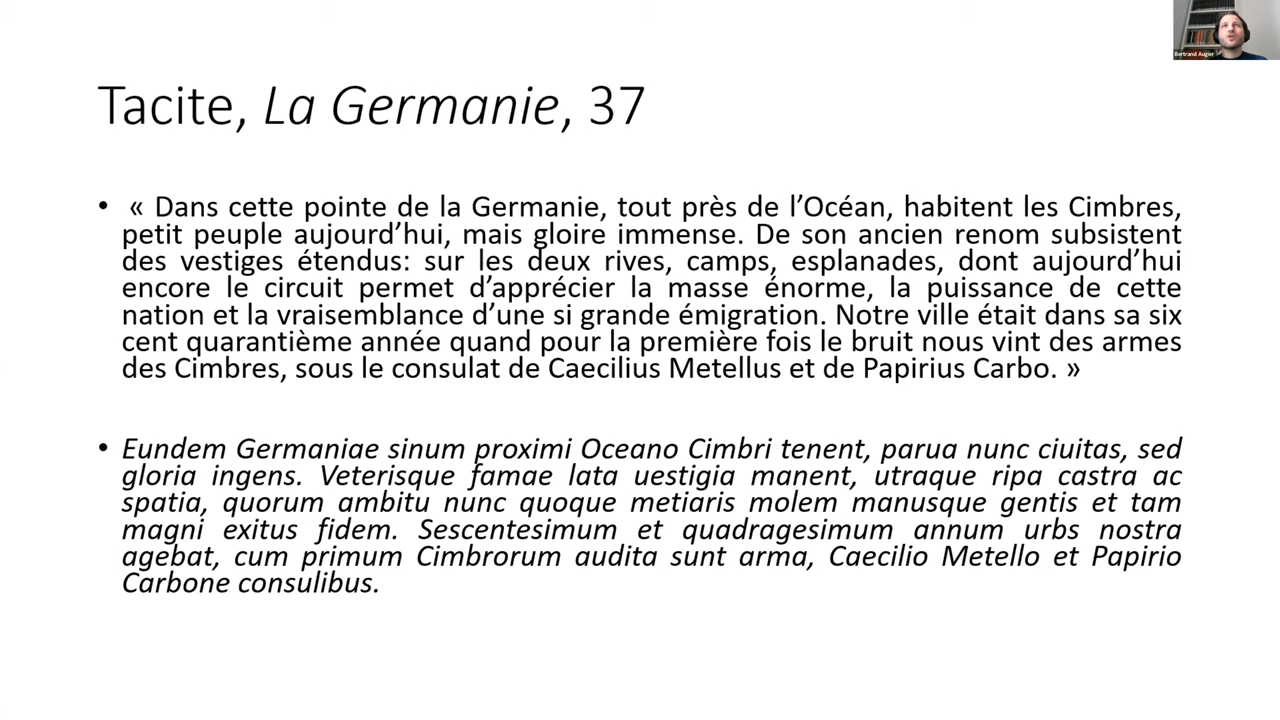 Bertrand Augier
Tacite, La Germanie, 37
• « Dans cette pointe de la Germanie, tout près de l’Océan, habitent les Cimbres,
petit peuple aujourd’hui, mais gloire immense. De son ancien renom subsistent
des vestiges étendus: sur les deux rives, camps, esplanades, dont aujourd’hui
encore le circuit permet d’apprécier la masse énorme, la puissance de cette
nation et la vraisemblance d’une si grande émigration. Notre ville était dans sa six
cent quarantième année quand pour la première fois le bruit nous vint des armes
des Cimbres, sous le consulat de Caecilius Metellus et de Papirius Carbo. »
• Eundem Germaniae sinum proximi Oceano Cimbri tenent, parua nunc ciuitas, sed
gloria ingens. Veterisque famae lata uestigia manent, utraque ripa castra ac
spatia, quorum ambitu nunc quoque metiaris molem manusque gentis et tam
magni exitus fidem. Sescentesimum et quadragesimum annum urbs nostra
agebat, cum primum Cimbrorum audita sunt arma, Caecilio Metello et Papirio
Carbone consulibus.